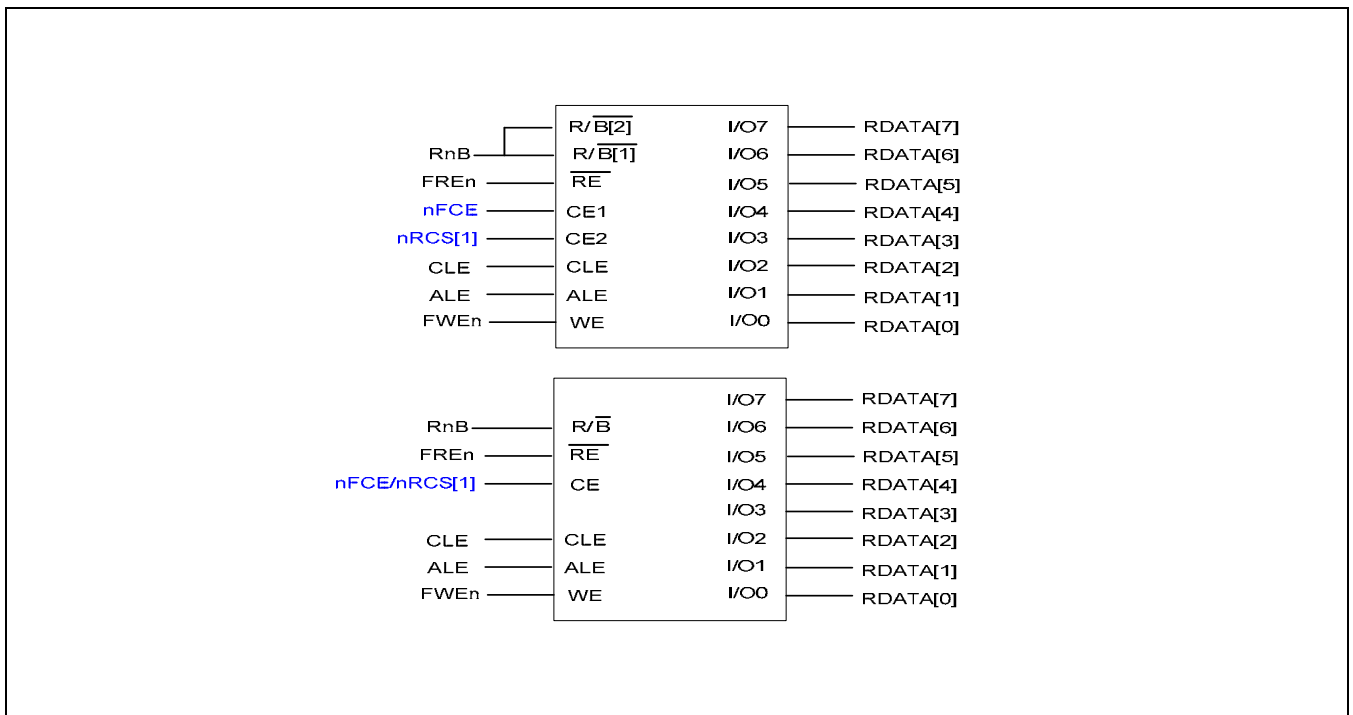 R/B[2] I/O7 RDATA[7]
RnB R/B[1] I/O6 RDATA[6]
FREn RE I/O5 RDATA[5]
nFCE CE1 I/O4 RDATA[4]
nRCS[1] CE2 I/O3 RDATA[3]
CLE CLE I/O2 RDATA[2]
ALE ALE I/O1 RDATA[1]
FWEn WE I/O0 RDATA[0]
I/O7 RDATA[7]
RnB R/B I/O6 RDATA[6]
FREn RE I/O5 RDATA[5]
nFCE/nRCS[1] CE I/O4 RDATA[4]
I/O3 RDATA[3]
CLE CLE I/O2 RDATA[2]
ALE ALE I/O1 RDATA[1]
FWEn WE I/O0 RDATA[0]